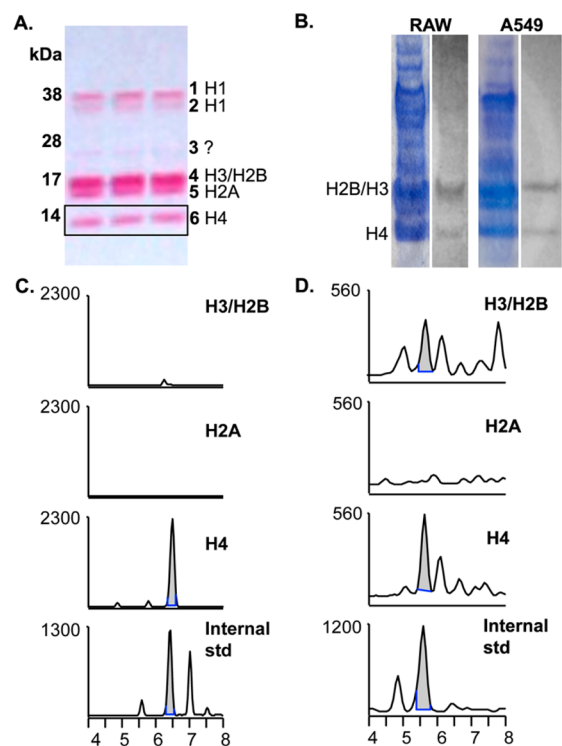 A.
kDa
38
28
17
14
1 H1
2 H1
3 ?
4 H3/H2B
5 H2A
6 H4
B.
RAW A549
H2B/H3
H4
C.
2300
H3/H2B
2300
H2A
2300
H4
1300
Internal
std
4 5 6 7 8
D.
560
H3/H2B
560
H2A
560
H4
1200
Internal
std
4 5 6 7 8